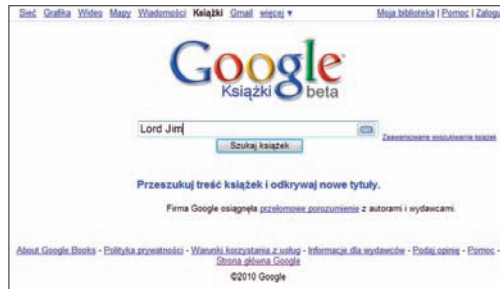 Sieć Grafika Wideo Mapy Wiadomości Książki Gmail więcej ▼ Moja biblioteka | Pomoc | Zalogu
Google
Książki beta
Lord Jim
Szukaj książek
Zaawansowane wyszukiwanie książek
Przeszukuj treść książek i odkrywaj nowe tytuły.
Firma Google osiągnęła przełomowe porozumienie z autorami i wydawcami.
About Google Books - Polityka prywatności - Warunki korzystania z usług - Informacje dla wydawców - Podaj opinię - Pomoc -
Strona główna Google
©2010 Google